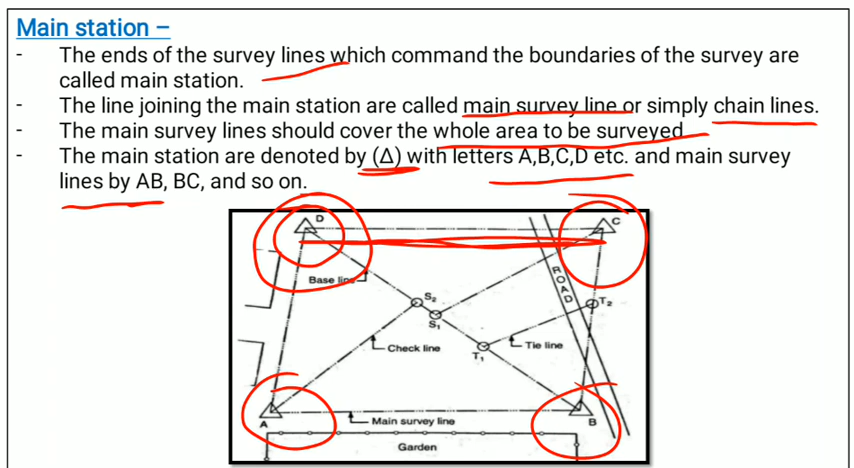 Main station –
- The ends of the survey lines which command the boundaries of the survey are
called main station.
- The line joining the main station are called main survey line or simply chain lines.
- The main survey lines should cover the whole area to be surveyed
- The main station are denoted by (Δ) with letters A,B,C,D etc. and main survey
lines by AB, BC, and so on.
D
C
Base line
ROAD
S₂
S₁
T₂
Check line
T₁
Tie line
A
Main survey line
B
Garden